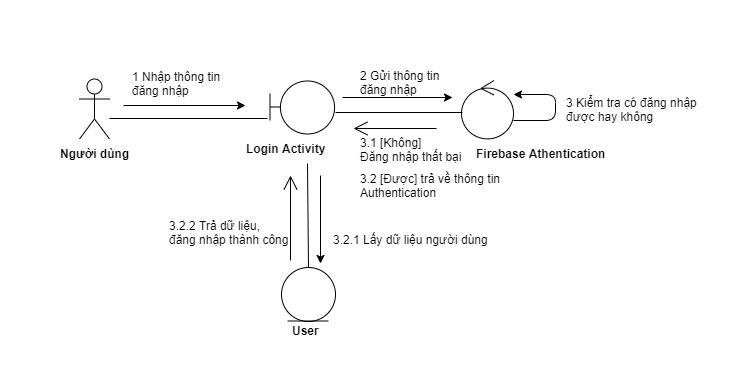 1 Nhập thông tin
đăng nhập
2 Gửi thông tin
đăng nhập
3 Kiểm tra có đăng nhập
được hay không
Người dùng
Login Activity
3.1 [Không]
Đăng nhập thất bại
Firebase Athentication
3.2 [Được] trả về thông tin
Authentication
3.2.2 Trả dữ liệu,
đăng nhập thành công
3.2.1 Lấy dữ liệu người dùng
User